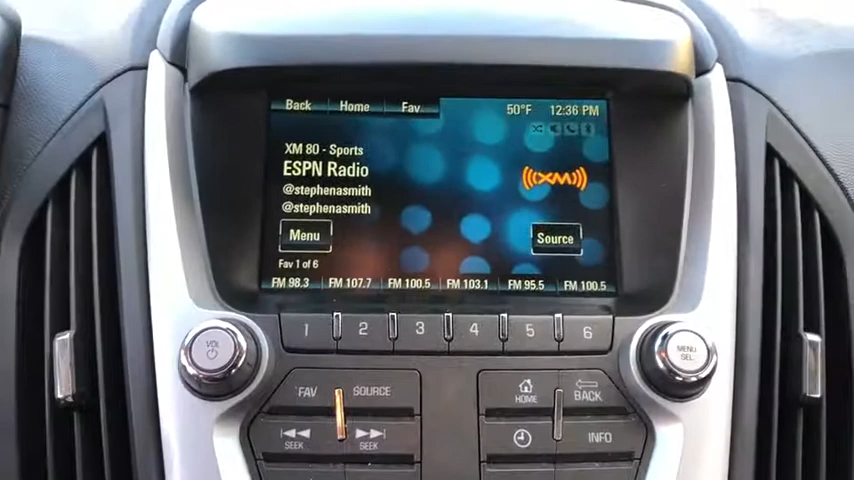 Back Home Fav 50°F 12:36 PM
XM 80 - Sports
ESPN Radio
@stephenasmith
@stephenasmith
((XM))
Menu
Source
Fav 1 of 6
FM 98.3 FM 107.7 FM 100.5 FM 103.1 FM 95.5 FM 100.5
1 2 3 4 5 6
VOL
MENU
SEL
FAV SOURCE
HOME BACK
SEEK SEEK
INFO